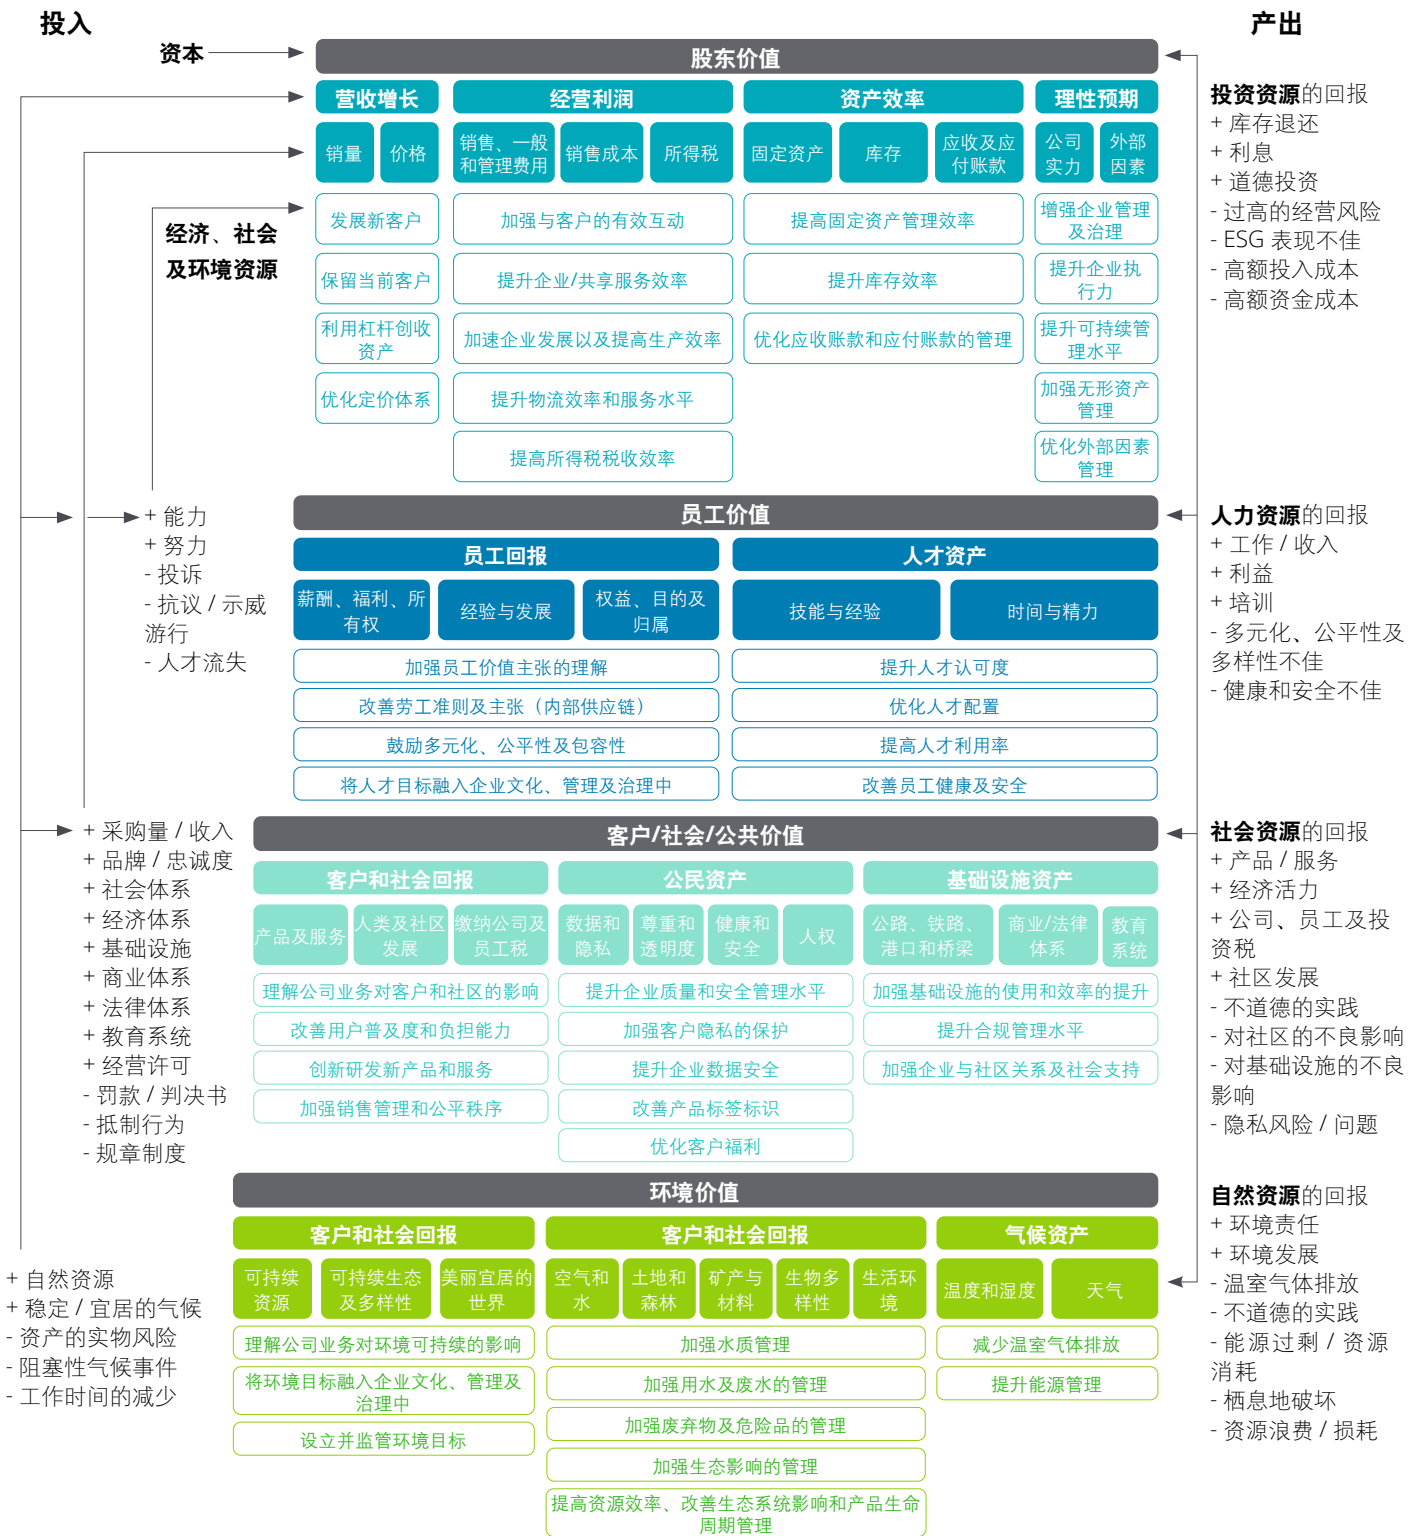 投入
产出
资本
股东价值
营收增长
经营利润
资产效率
理性预期
销量
价格
销售、一般
和管理费用
销售成本
所得税
固定资产
库存
应收及应
付账款
公司
实力
外部
因素
发展新客户
保留当前客户
利用杠杆创收
资产
优化定价体系
加强与客户的有效互动
提升企业/共享服务效率
加速企业发展以及提高生产效率
提升物流效率和服务水平
提高所得税税收效率
提高固定资产管理效率
提升库存效率
优化应收账款和应付账款的管理
增强企业管理
及治理
提升企业执
行力
提升可持续管
理水平
加强无形资产
管理
优化外部因素
管理
经济、社会
及环境资源
投资资源的回报
+ 库存退还
+ 利息
+ 道德投资
- 过高的经营风险
- ESG 表现不佳
- 高额投入成本
- 高额资金成本
+ 能力
+ 努力
- 投诉
- 抗议 / 示威
游行
- 人才流失
员工价值
员工回报
人才资产
薪酬、福利、所
有权
经验与发展
权益、目的及
归属
技能与经验
时间与精力
加强员工价值主张的理解
改善劳工准则及主张（内部供应链）
鼓励多元化、公平性及包容性
将人才目标融入企业文化、管理及治理中
提升人才认可度
优化人才配置
提高人才利用率
改善员工健康及安全
人力资源的回报
+ 工作 / 收入
+ 利益
+ 培训
- 多元化、公平性及
多样性不佳
- 健康和安全不佳
+ 采购量 / 收入
+ 品牌 / 忠诚度
+ 社会体系
+ 经济体系
+ 基础设施
+ 商业体系
+ 法律体系
+ 教育系统
+ 经营许可
- 罚款 / 判决书
- 抵制行为
- 规章制度
客户/社会/公共价值
客户和社会回报
公民资产
基础设施资产
产品及服务
人类及社区
发展
缴纳公司及
员工税
数据和
隐私
尊重和
透明度
健康和
安全
人权
公路、铁路、
港口和桥梁
商业/法律
体系
教育
系统
理解公司业务对客户和社区的影响
改善用户普及度和负担能力
创新研发新产品和服务
加强销售管理和公平秩序
提升企业质量和安全管理水平
加强客户隐私的保护
提升企业数据安全
改善产品标签标识
优化客户福利
加强基础设施的使用和效率的提升
提升合规管理水平
加强企业与社区关系及社会支持
社会资源的回报
+ 产品 / 服务
+ 经济活力
+ 公司、员工及投
资税
+ 社区发展
- 不道德的实践
- 对社区的不良影响
- 对基础设施的不良
影响
- 隐私风险 / 问题
+ 自然资源
+ 稳定 / 宜居的气候
- 资产的实物风险
- 阻塞性气候事件
- 工作时间的减少
环境价值
客户和社会回报
客户和社会回报
气候资产
可持续
资源
可持续生态
及多样性
美丽宜居的
世界
空气和
水
土地和
森林
矿产与
材料
生物多
样性
生活环
境
温度和湿度
天气
理解公司业务对环境可持续的影响
将环境目标融入企业文化、管理及
治理中
设立并监管环境目标
加强水质管理
加强用水及废水的管理
加强废弃物及危险品的管理
加强生态影响的管理
提高资源效率、改善生态系统影响和产品生命
周期管理
减少温室气体排放
提升能源管理
自然资源的回报
+ 环境责任
+ 环境发展
- 温室气体排放
- 不道德的实践
- 能源过剩 / 资源
消耗
- 栖息地破坏
- 资源浪费 / 损耗